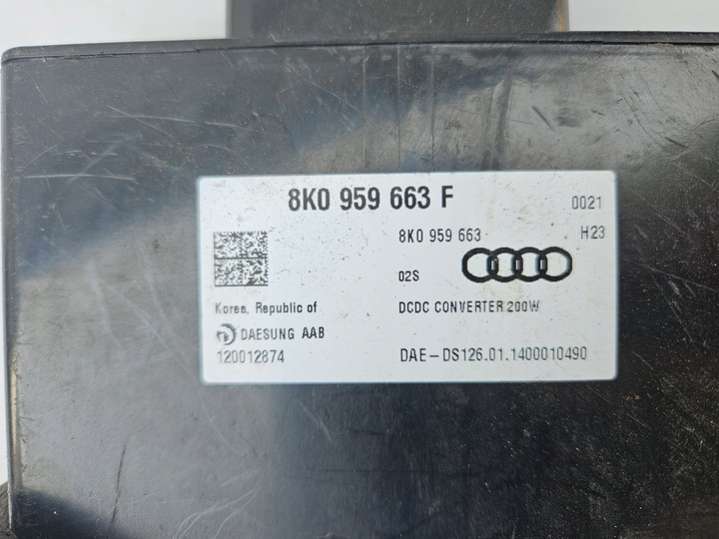 8K0 959 663 F 0021
8K0 959 663 H23
02S
Korea, Republic of DCDC CONVERTER 200W
DAESUNG AAB
120012874 DAE-DS126.01.1400010490